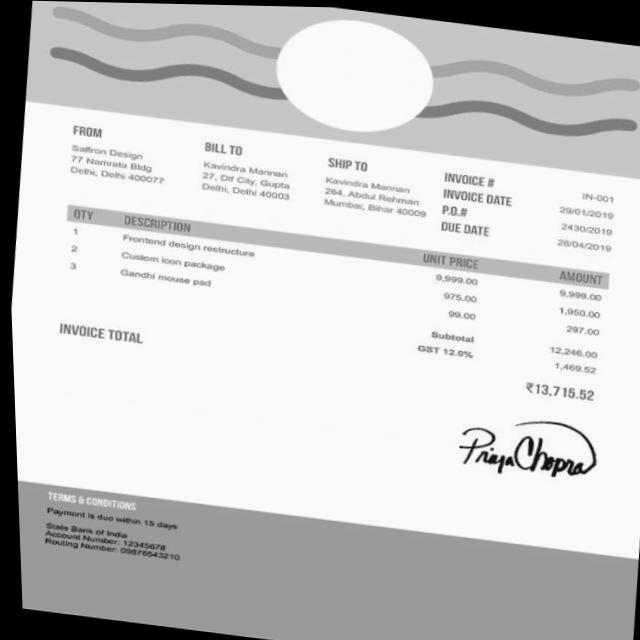 FROM
Saffron Design
77 Namrata Bldg
Delhi, Delhi 400077
BILL TO
Kavindra Mannan
27, Dlf City, Gupta
Delhi, Delhi 40003
SHIP TO
Kavindra Mannan
264, Abdul Rehman
Mumbai, Bihar 40009
INVOICE # IN-001
INVOICE DATE 29/01/2019
P.O.# 2430/2019
DUE DATE 26/04/2019
QTY DESCRIPTION UNIT PRICE AMOUNT
1 Frontend design restructure 9,999.00 9,999.00
2 Custom icon package 975.00 1,950.00
3 Gandhi mouse pad 99.00 297.00
Subtotal 12,246.00
GST 12.0% 1,469.52
INVOICE TOTAL ₹13,715.52
Priya Chopra
TERMS & CONDITIONS
Payment is due within 15 days
State Bank of India
Account Number: 12345678
Routing Number: 09876543210